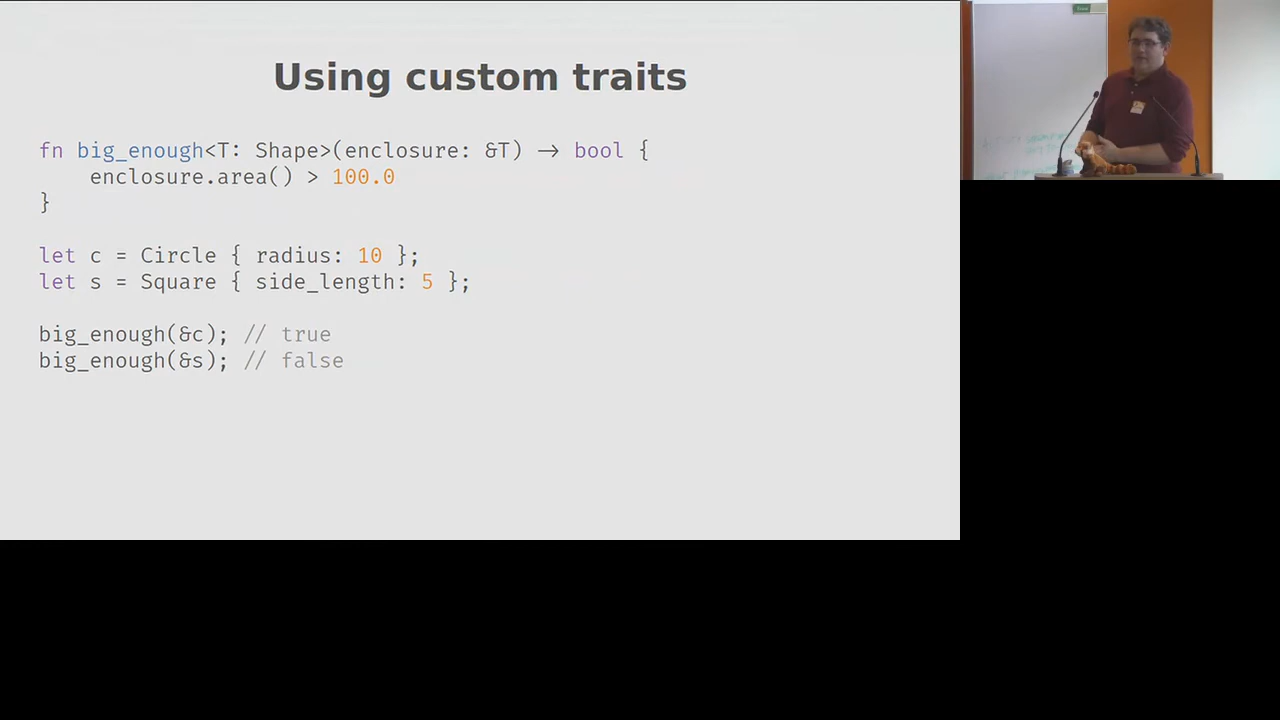 Using custom traits
fn big_enough<T: Shape>(enclosure: &T) -> bool {
    enclosure.area() > 100.0
}
let c = Circle { radius: 10 };
let s = Square { side_length: 5 };
big_enough(&c); // true
big_enough(&s); // false